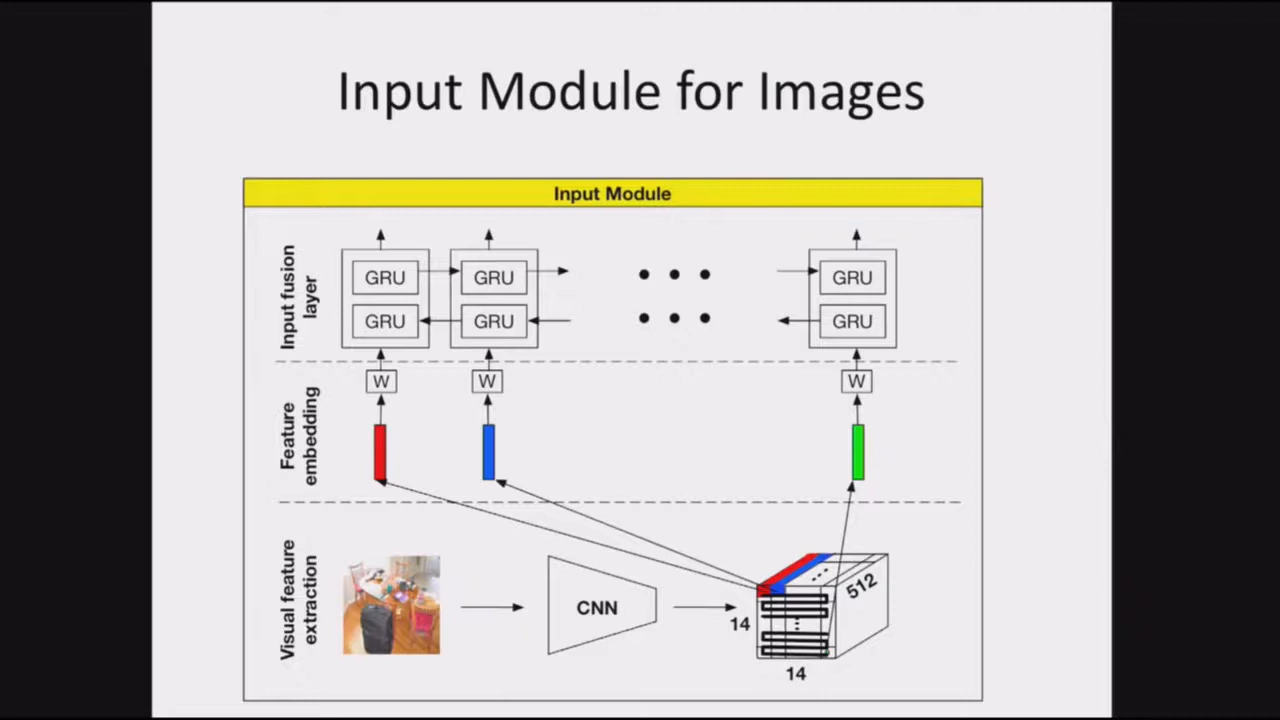 Input Module for Images
Input Module
Input fusion
layer
GRU
GRU
GRU
GRU
GRU
GRU
W
W
W
Feature
embedding
Visual feature
extraction
CNN
14
512
14